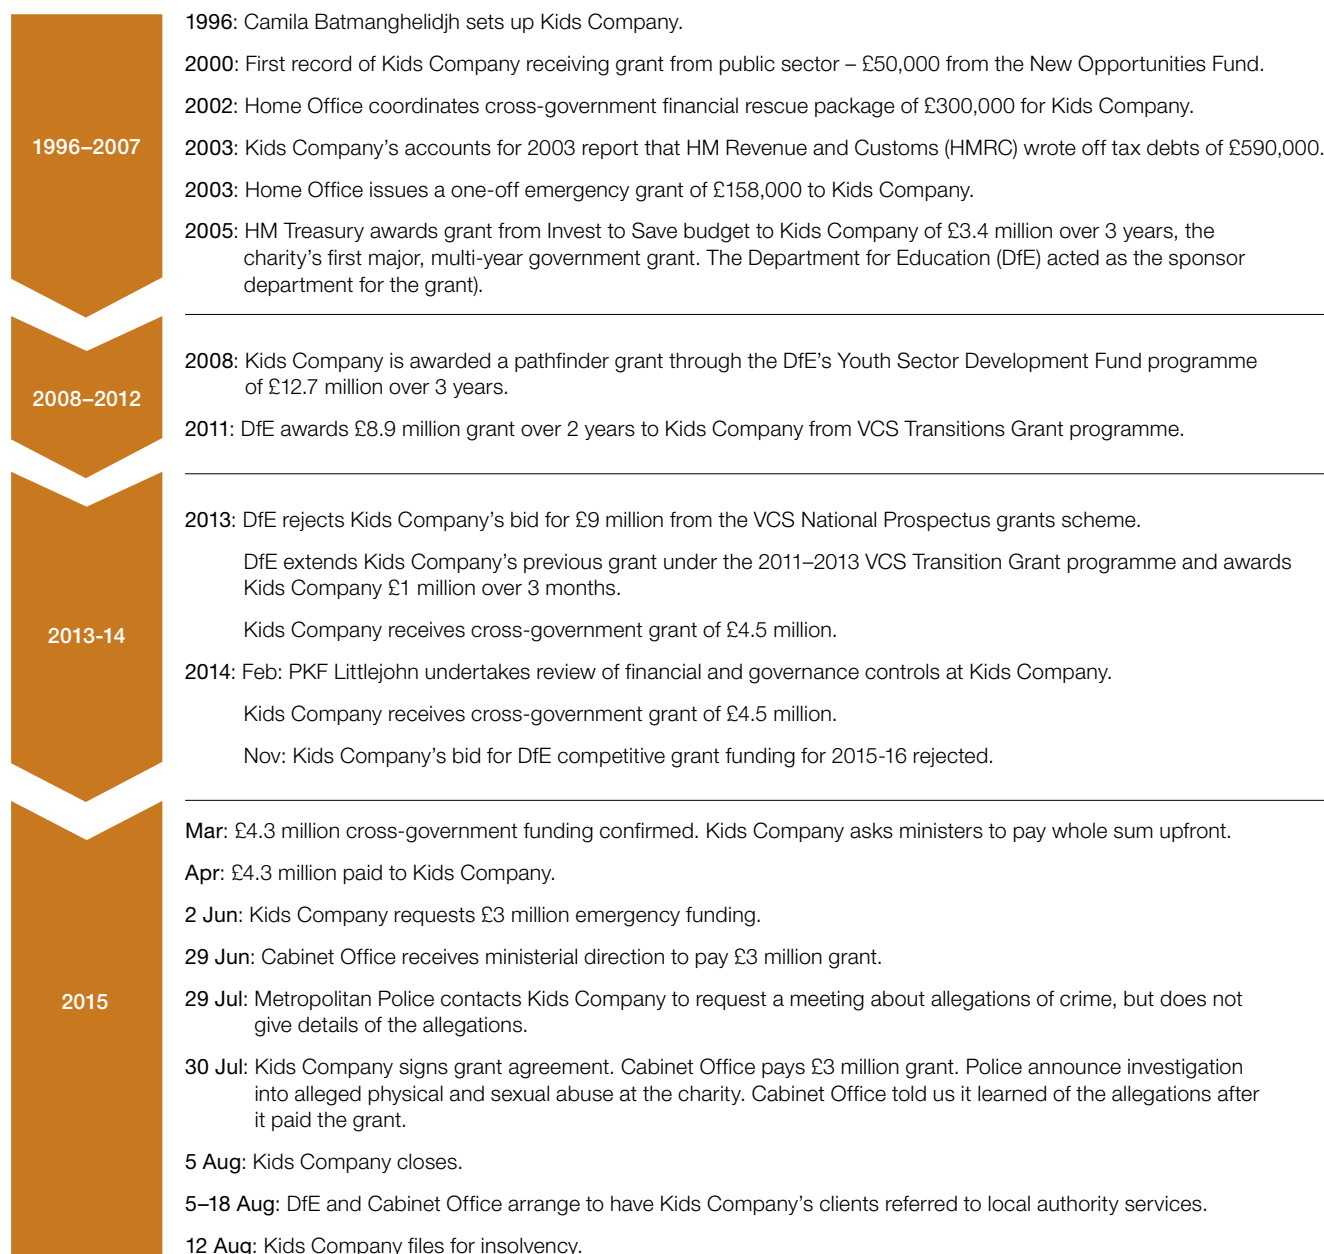 1996–2007
1996: Camila Batmanghelidjh sets up Kids Company.
2000: First record of Kids Company receiving grant from public sector – £50,000 from the New Opportunities Fund.
2002: Home Office coordinates cross-government financial rescue package of £300,000 for Kids Company.
2003: Kids Company’s accounts for 2003 report that HM Revenue and Customs (HMRC) wrote off tax debts of £590,000.
2003: Home Office issues a one-off emergency grant of £158,000 to Kids Company.
2005: HM Treasury awards grant from Invest to Save budget to Kids Company of £3.4 million over 3 years, the
charity’s first major, multi-year government grant. The Department for Education (DfE) acted as the sponsor
department for the grant).
2008–2012
2008: Kids Company is awarded a pathfinder grant through the DfE’s Youth Sector Development Fund programme
of £12.7 million over 3 years.
2011: DfE awards £8.9 million grant over 2 years to Kids Company from VCS Transitions Grant programme.
2013-14
2013: DfE rejects Kids Company’s bid for £9 million from the VCS National Prospectus grants scheme.
DfE extends Kids Company’s previous grant under the 2011–2013 VCS Transition Grant programme and awards
Kids Company £1 million over 3 months.
Kids Company receives cross-government grant of £4.5 million.
2014: Feb: PKF Littlejohn undertakes review of financial and governance controls at Kids Company.
Kids Company receives cross-government grant of £4.5 million.
Nov: Kids Company’s bid for DfE competitive grant funding for 2015-16 rejected.
2015
Mar: £4.3 million cross-government funding confirmed. Kids Company asks ministers to pay whole sum upfront.
Apr: £4.3 million paid to Kids Company.
2 Jun: Kids Company requests £3 million emergency funding.
29 Jun: Cabinet Office receives ministerial direction to pay £3 million grant.
29 Jul: Metropolitan Police contacts Kids Company to request a meeting about allegations of crime, but does not
give details of the allegations.
30 Jul: Kids Company signs grant agreement. Cabinet Office pays £3 million grant. Police announce investigation
into alleged physical and sexual abuse at the charity. Cabinet Office told us it learned of the allegations after
it paid the grant.
5 Aug: Kids Company closes.
5–18 Aug: DfE and Cabinet Office arrange to have Kids Company’s clients referred to local authority services.
12 Aug: Kids Company files for insolvency.